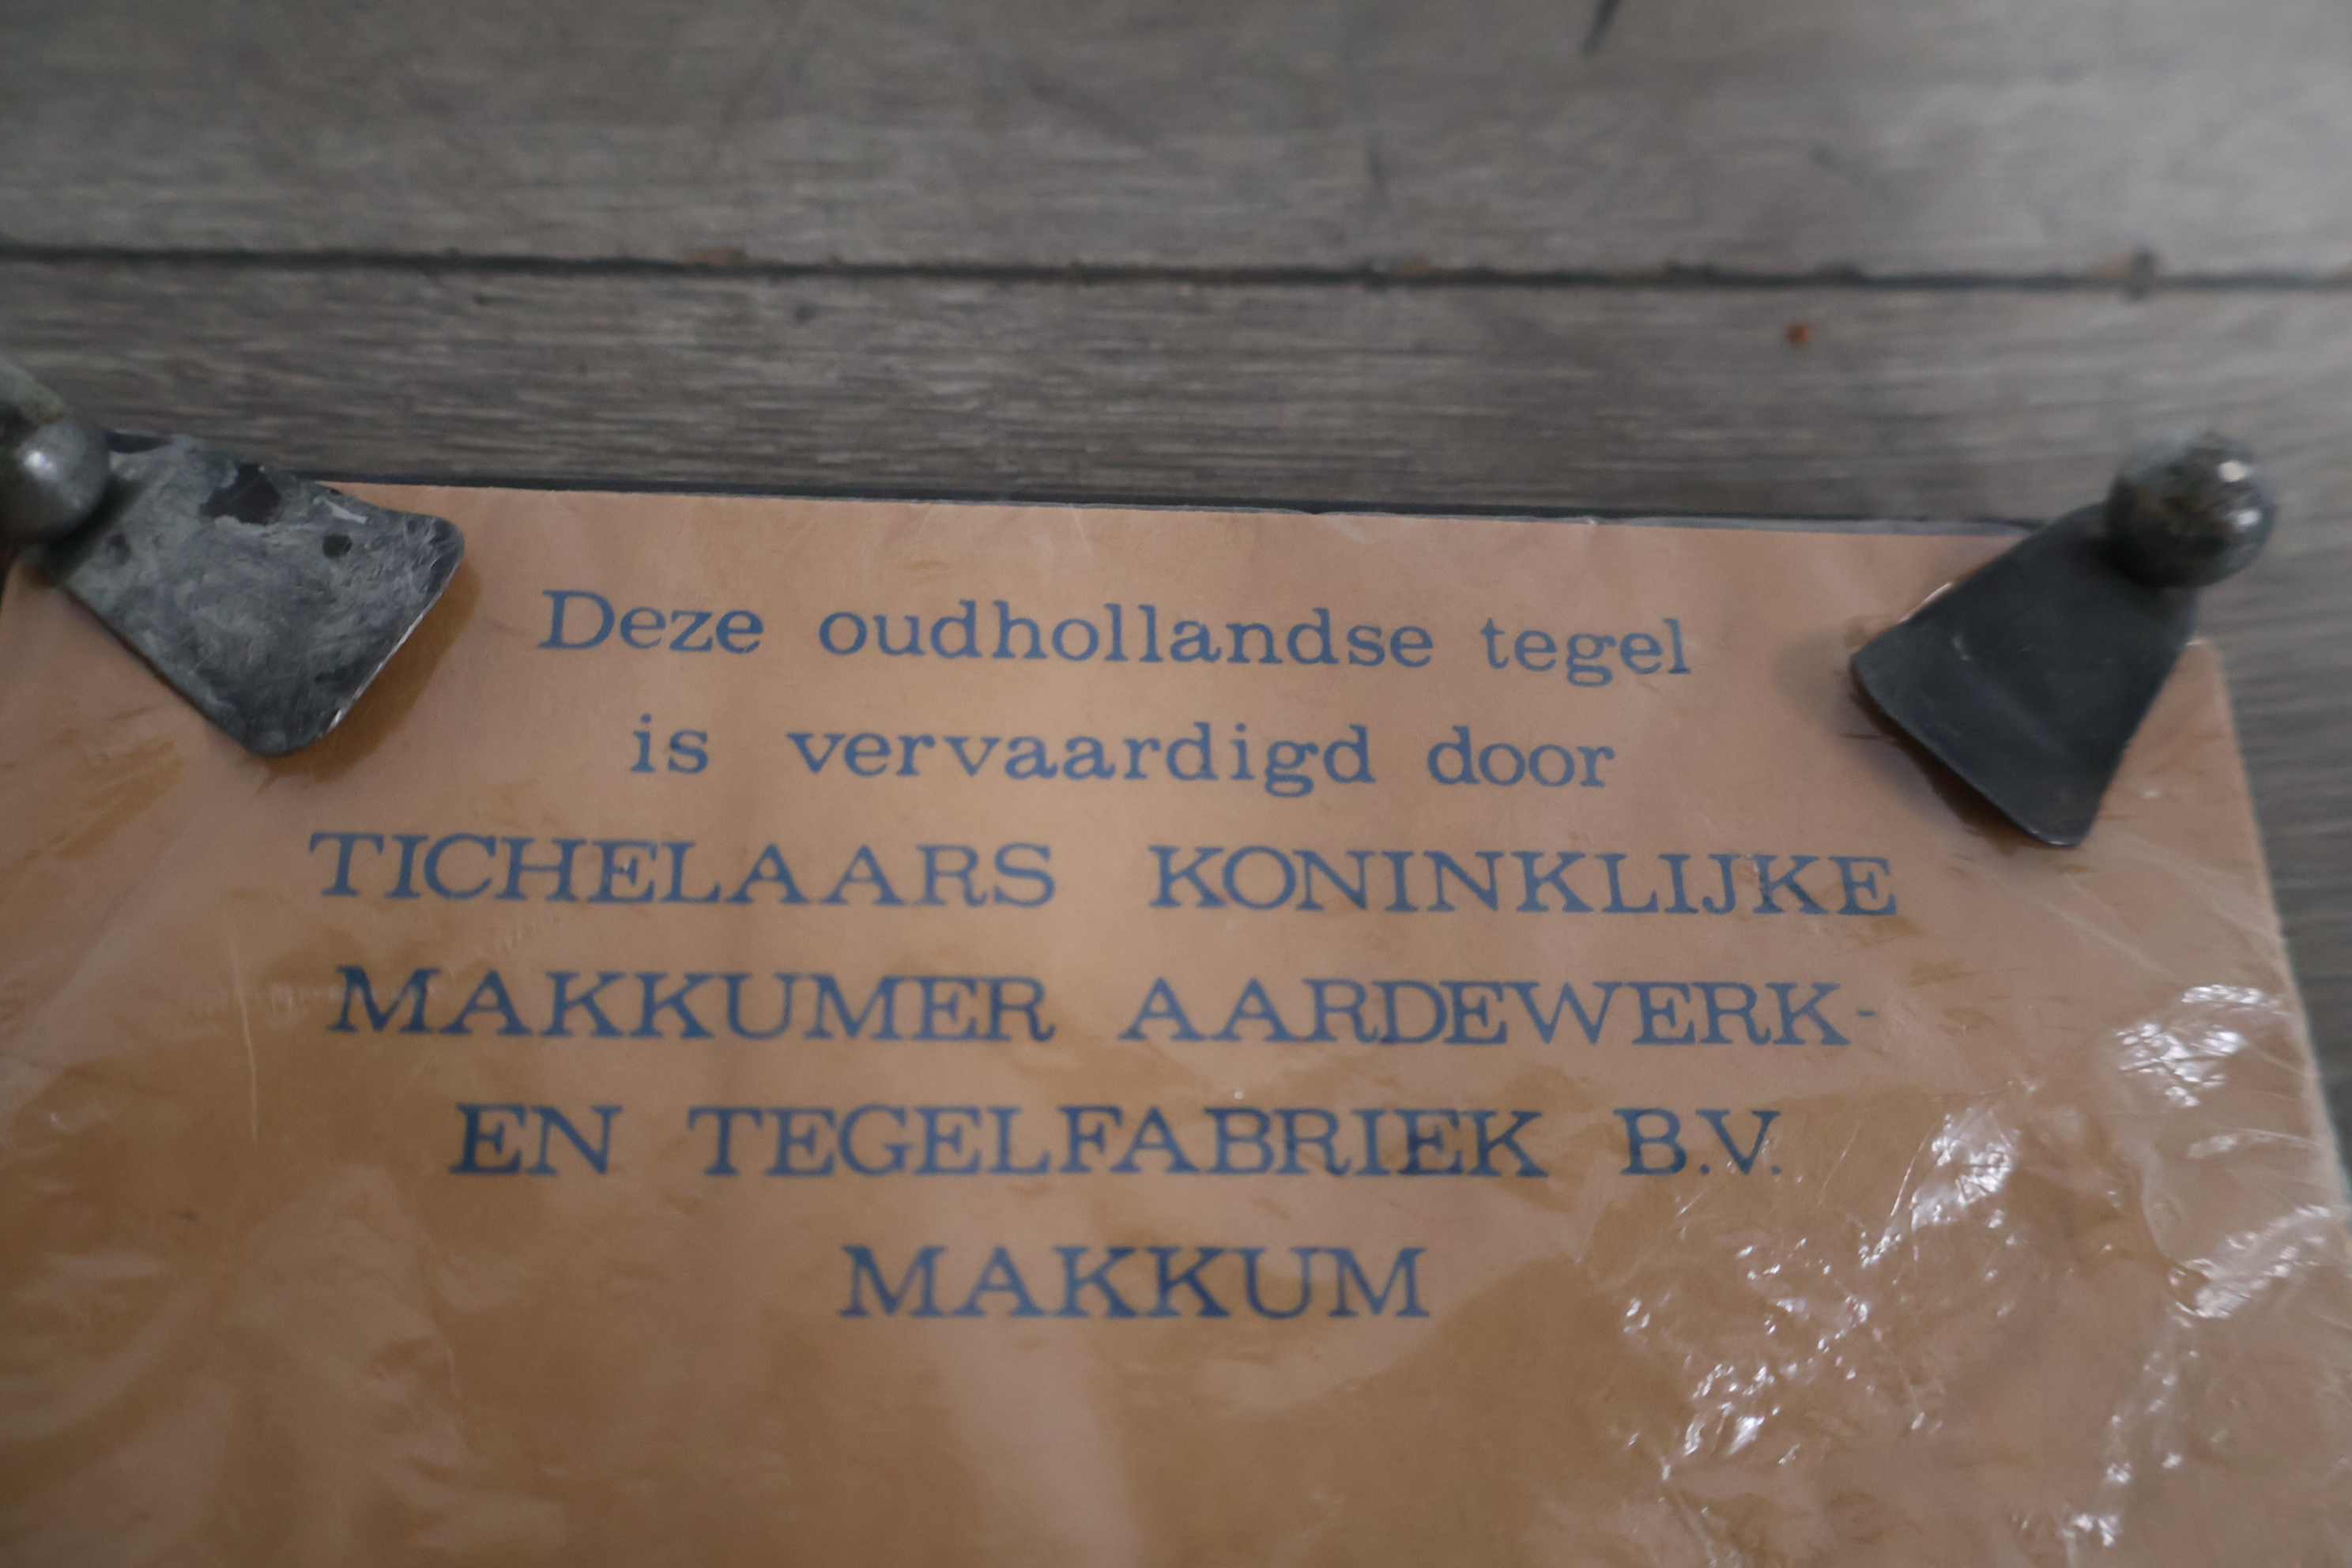 Deze oudhollandse tegel
is vervaardigd door
TICHELAARS KONINKLIJKE
MAKKUMER AARDEWERK-
EN TEGELFABRIEK B.V.
MAKKUM